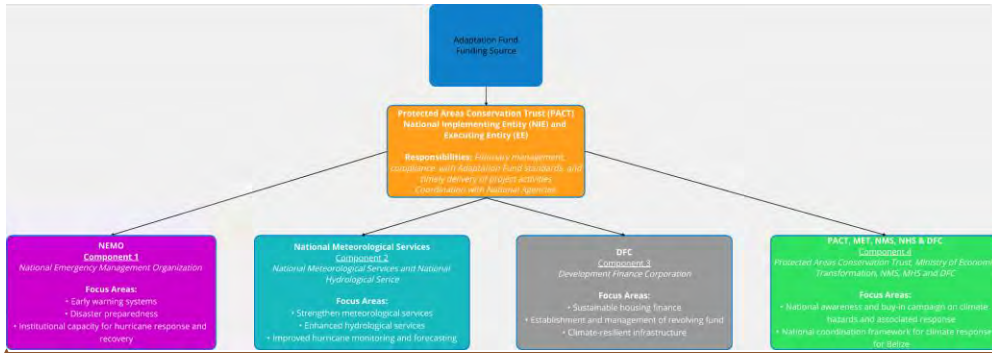 Adaptation Fund
Funding Source
Protected Areas Conservation Trust (PACT)
National Implementing Entity (NIE) and
Executing Entity (EE)
Responsibilities: Fiduciary management,
compliance with Adaptation Fund standards, and
timely delivery of project activities
Coordination with National Agencies
NEMO
Component 1
National Emergency Management Organization
Focus Areas:
• Early warning systems
• Disaster preparedness
• Institutional capacity for hurricane response and
recovery
National Meteorological Services
Component 2
National Meteorological Services and National
Hydrological Serice
Focus Areas:
• Strengthen meteorological services
• Enhanced hydrological services
• Improved hurricane monitoring and forecasting
DFC
Component 3
Development Finance Corporation
Focus Areas:
• Sustainable housing finance
• Establishment and management of revolving fund
• Climate-resilient infrastructure
PACT, MET, NMS, NHS & DFC
Component 4
Protected Areas Conservation Trust, Ministry of Economic
Transformation, NMS, MHS and DFC
Focus Areas:
• National awareness and buy-in campaign on climate
hazards and associated response
• National coordination framework for climate response
for Belize